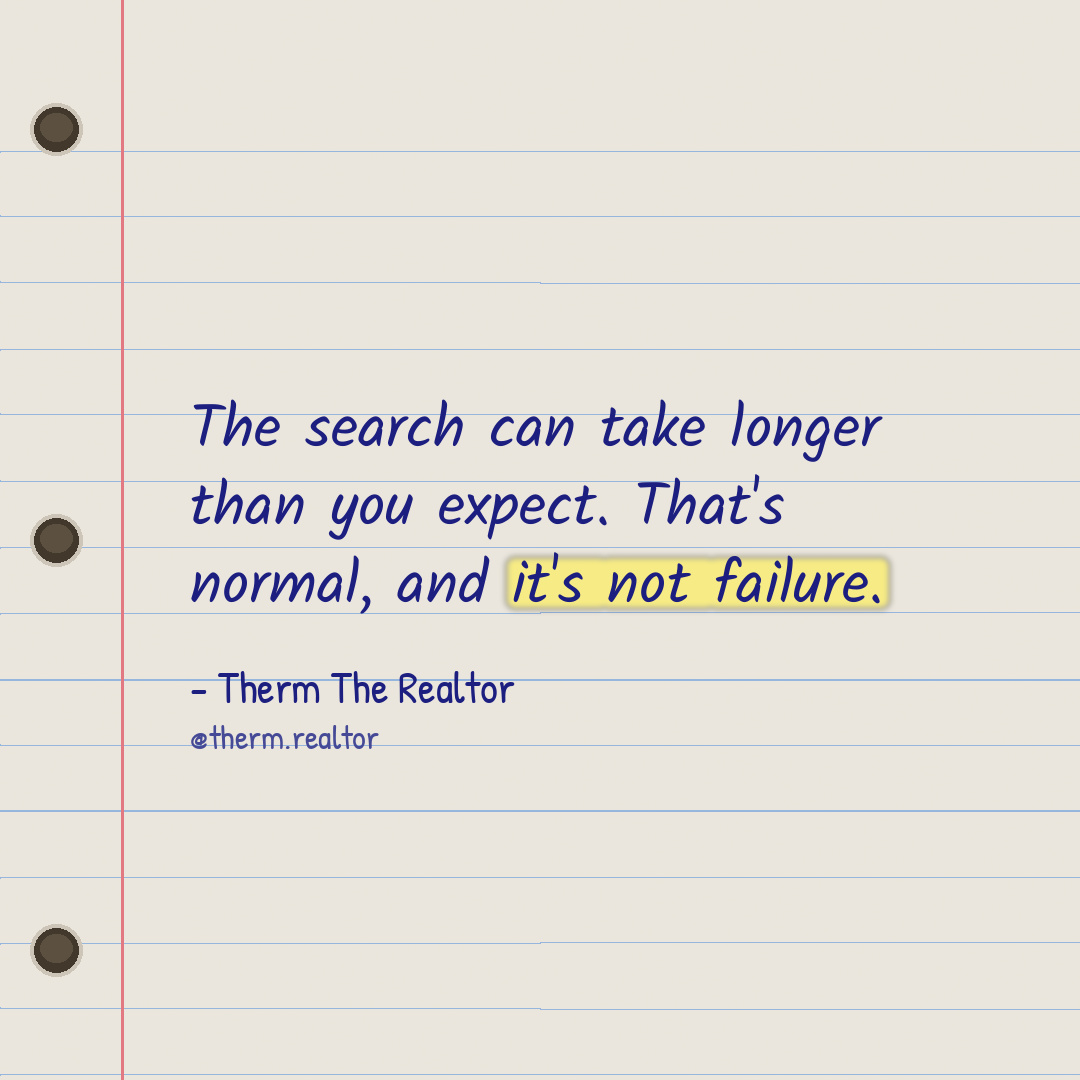 The search can take longer
than you expect. That's
normal, and it's not failure.
- Therm The Realtor
@therm.realtor